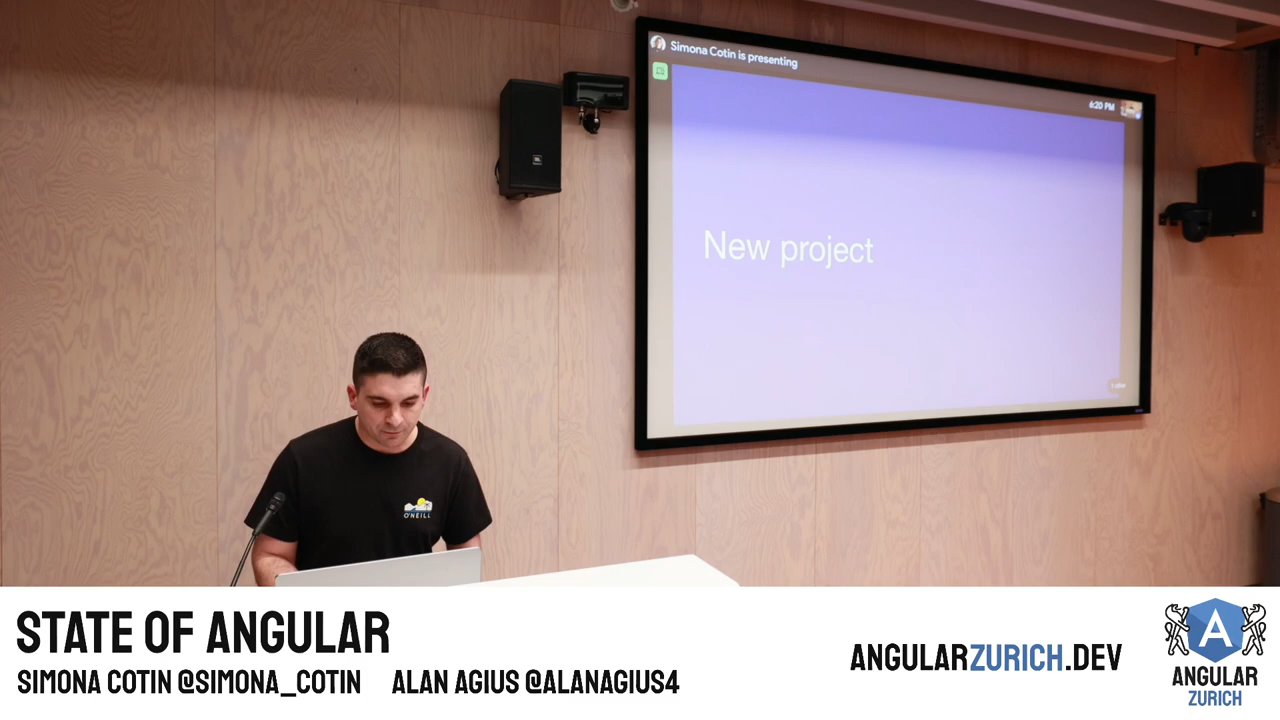 Simona Cotin is presenting
6:20 PM
New project
JBL
O'NEILL
STATE OF ANGULAR
SIMONA COTIN @SIMONA_COTIN ALAN AGIUS @ALANAGIUS4
ANGULARZURICH.DEV
A
ANGULAR
ZURICH